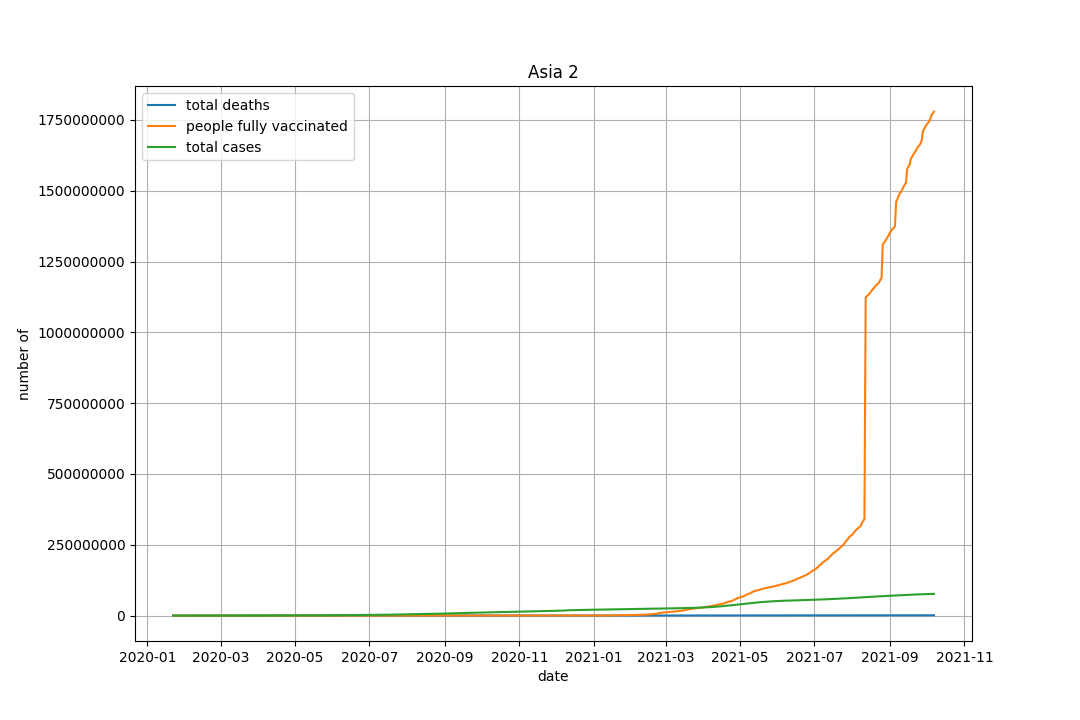 Asia 2
total deaths
people fully vaccinated
total cases
1750000000
1500000000
1250000000
1000000000
750000000
500000000
250000000
0
number of
2020-01 2020-03 2020-05 2020-07 2020-09 2020-11 2021-01 2021-03 2021-05 2021-07 2021-09 2021-11
date